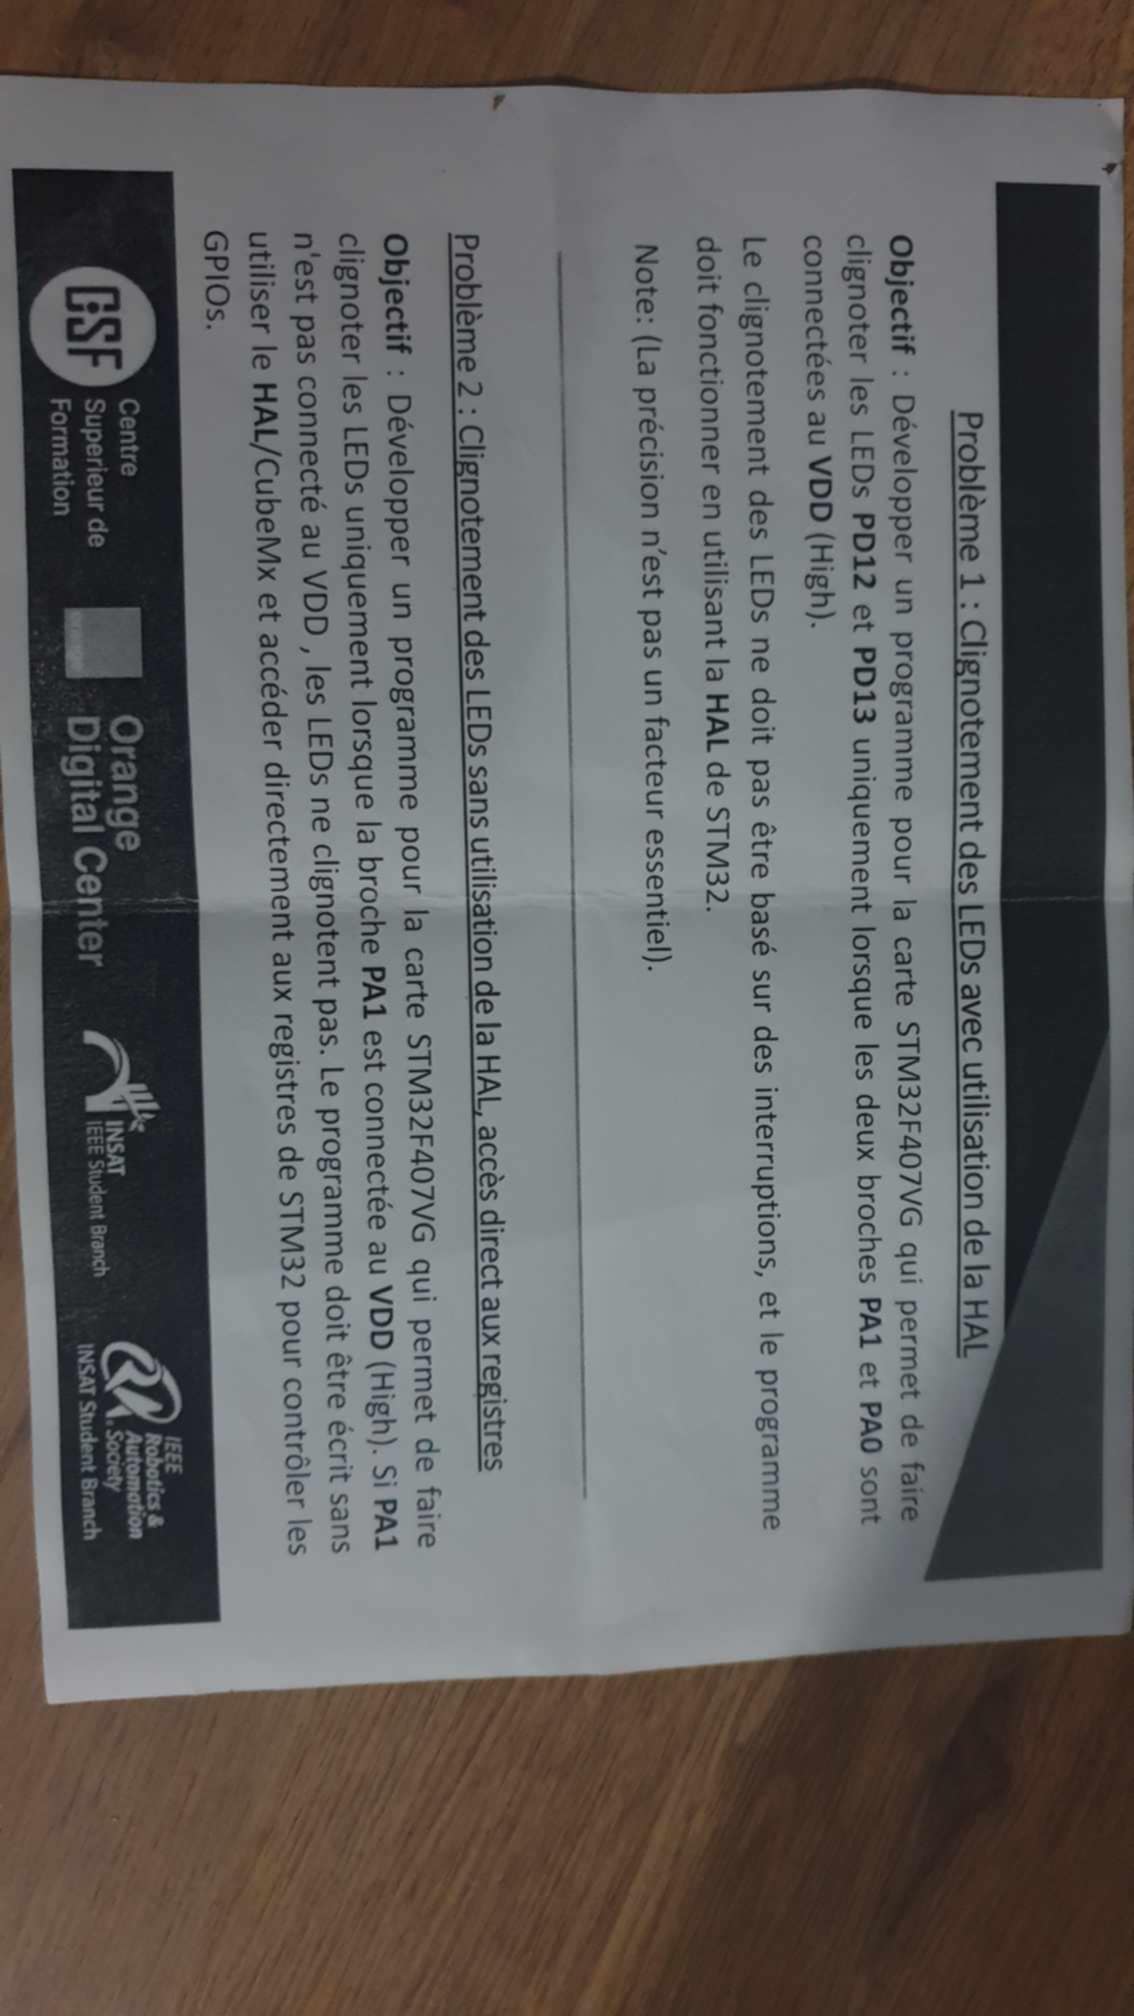 Problème 1 : Clignotement des LEDs avec utilisation de la HAL
Objectif : Développer un programme pour la carte STM32F407VG qui permet de faire
clignoter les LEDs PD12 et PD13 uniquement lorsque les deux broches PA1 et PA0 sont
connectées au VDD (High).
Le clignotement des LEDs ne doit pas être basé sur des interruptions, et le programme
doit fonctionner en utilisant la HAL de STM32.
Note: (La précision n'est pas un facteur essentiel).
Problème 2 : Clignotement des LEDs sans utilisation de la HAL, accès direct aux registres
Objectif : Développer un programme pour la carte STM32F407VG qui permet de faire
clignoter les LEDs uniquement lorsque la broche PA1 est connectée au VDD (High). Si PA1
n'est pas connecté au VDD , les LEDs ne clignotent pas. Le programme doit être écrit sans
utiliser le HAL/CubeMx et accéder directement aux registres de STM32 pour contrôler les
GPIOs.
CSF
Centre
Superieur de
Formation
Orange
Digital Center
INSAT
IEEE Student Branch
IEEE
Robotics &
Automation
Society
INSAT Student Branch